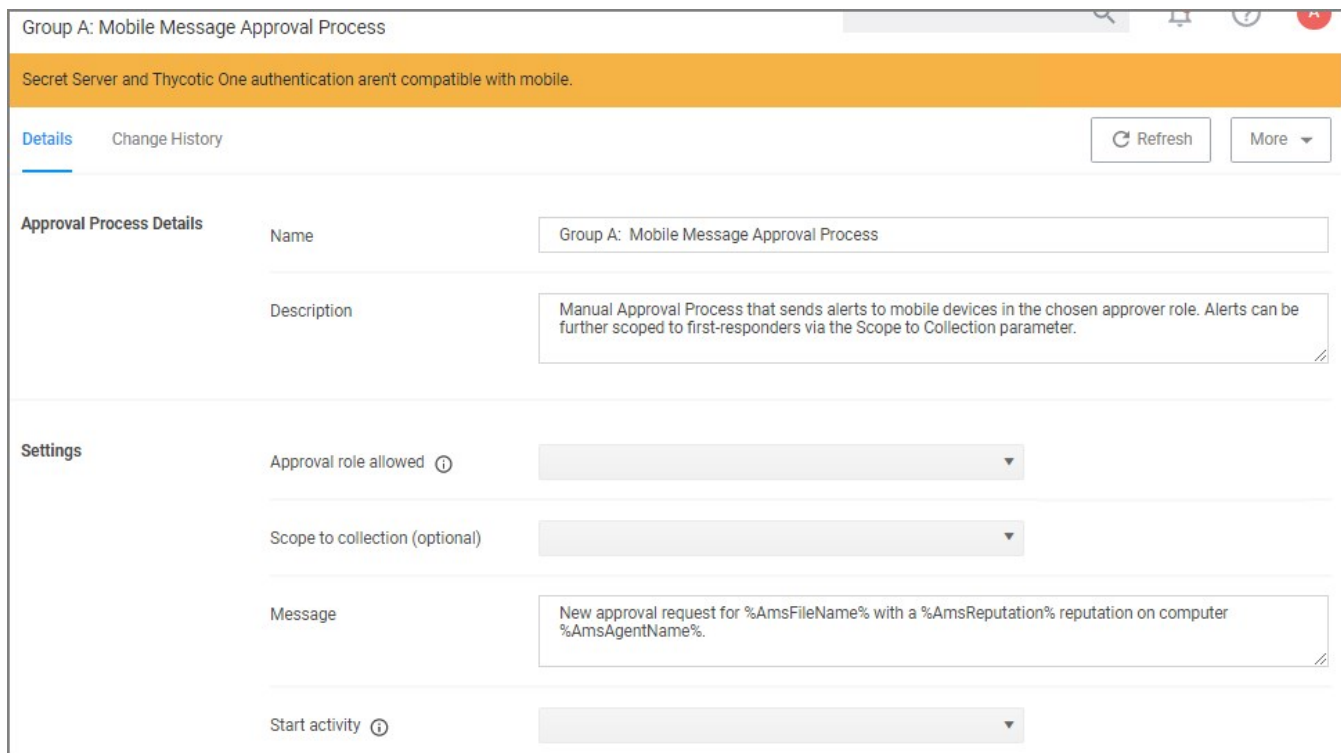 Group A: Mobile Message Approval Process
A
Secret Server and Thycotic One authentication aren't compatible with mobile.
Details Change History Refresh More
Approval Process Details
Name Group A:  Mobile Message Approval Process
Description Manual Approval Process that sends alerts to mobile devices in the chosen approver role. Alerts can be
further scoped to first-responders via the Scope to Collection parameter.
Settings
Approval role allowed
Scope to collection (optional)
Message New approval request for %AmsFileName% with a %AmsReputation% reputation on computer
%AmsAgentName%.
Start activity